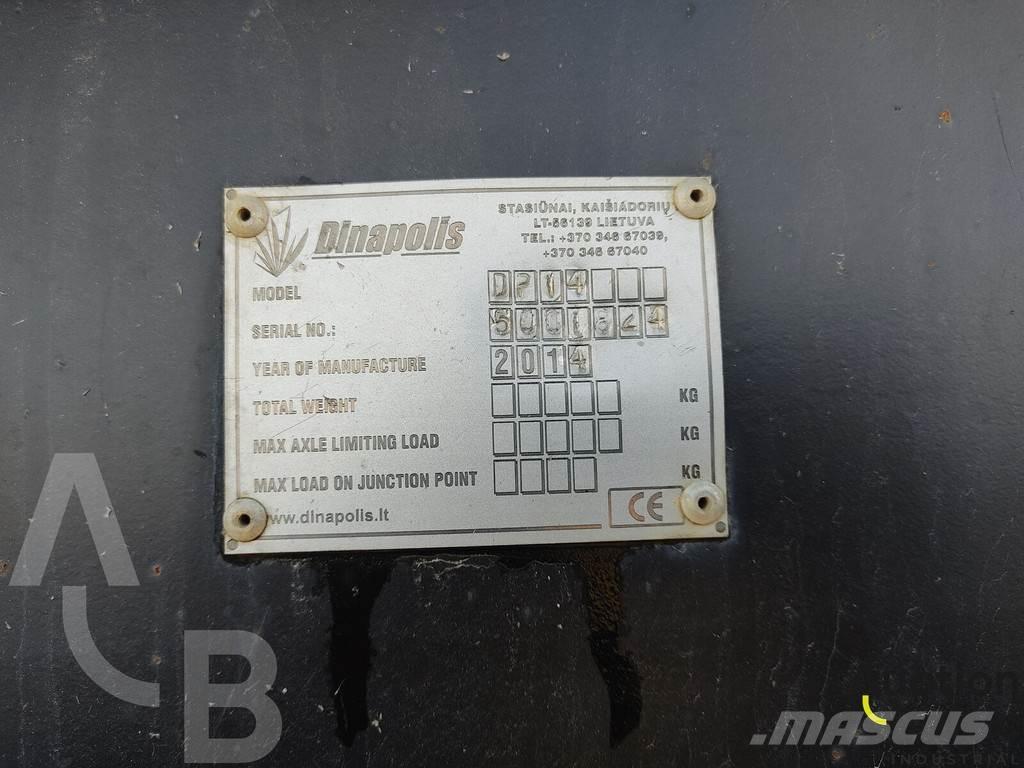 Dinapolis
STASIŪNAI, KAIŠIADORIŲ
LT-56139 LIETUVA
TEL.: +370 346 67039,
+370 346 67040
MODEL DP14
SERIAL NO.:
YEAR OF MANUFACTURE 2014
TOTAL WEIGHT KG
MAX AXLE LIMITING LOAD KG
MAX LOAD ON JUNCTION POINT KG
www.dinapolis.lt
CE
A
B
MASCUS
INDUSTRIAL